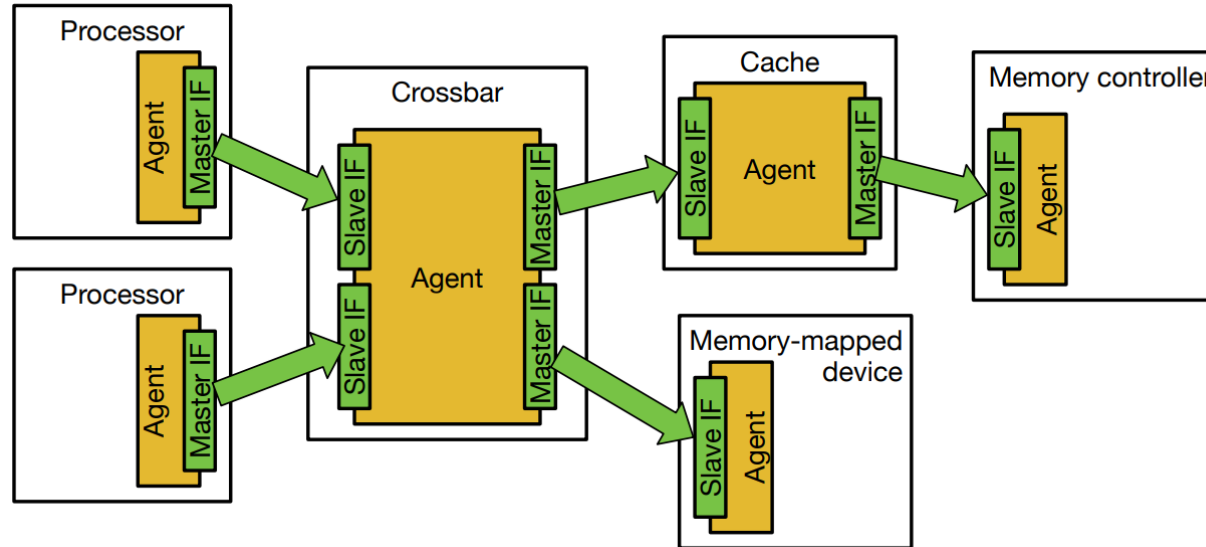 Processor
Agent
Master IF
Processor
Agent
Master IF
Crossbar
Slave IF
Slave IF
Agent
Master IF
Master IF
Cache
Slave IF
Agent
Master IF
Memory-mapped
device
Slave IF
Agent
Memory controller
Slave IF
Agent